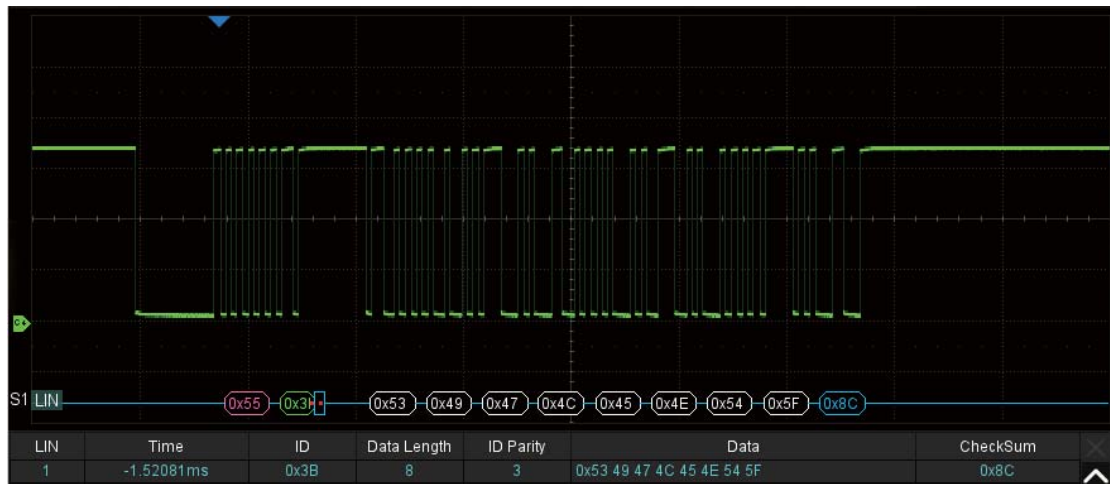 S1 LIN 0x55 0x3 0x53 0x49 0x47 0x4C 0x45 0x4E 0x54 0x5F 0x8C
LIN Time ID Data Length ID Parity Data CheckSum
1 -1.52081ms 0x3B 8 3 0x53 49 47 4C 45 4E 54 5F 0x8C